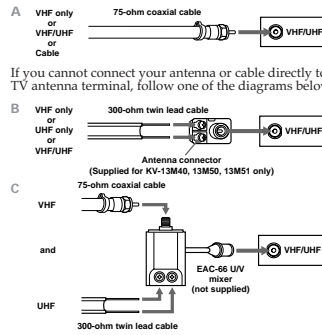 A
VHF only
or
VHF/UHF
or
Cable
75-ohm coaxial cable
VHF/UHF
If you cannot connect your antenna or cable directly to
TV antenna terminal, follow one of the diagrams below
B
VHF only
or
UHF only
or
VHF/UHF
300-ohm twin lead cable
VHF/UHF
Antenna connector
(Supplied for KV-13M40, 13M50, 13M51 only)
C
75-ohm coaxial cable
VHF
and
UHF
VHF/UHF
EAC-66 U/V
mixer
(not supplied)
300-ohm twin lead cable